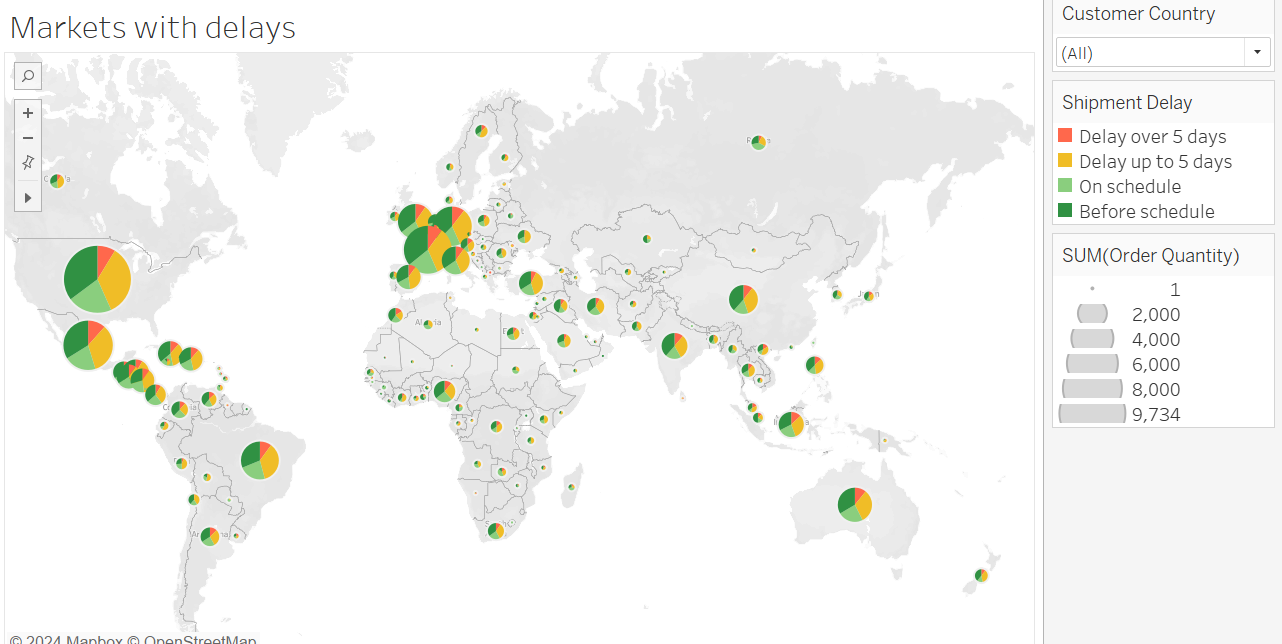 Markets with delays
Customer Country
(All)
Shipment Delay
Delay over 5 days
Delay up to 5 days
On schedule
Before schedule
SUM(Order Quantity)
1
2,000
4,000
6,000
8,000
9,734
© 2024 Mapbox © OpenStreetMap